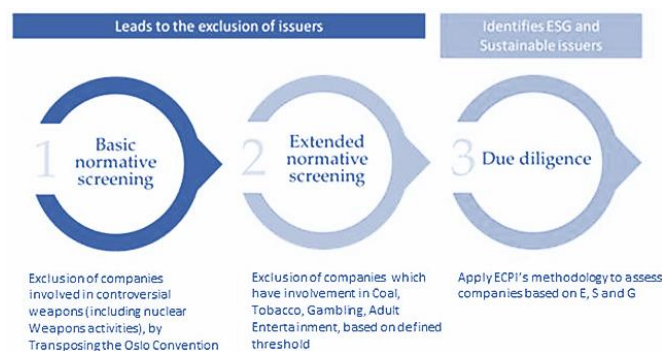 Leads to the exclusion of issuers
Identifies ESG and
Sustainable issuers
1
Basic
normative
screening
2
Extended
normative
screening
3
Due diligence
Exclusion of companies
involved in controversial
weapons (including nuclear
Weapons activities), by
Transposing the Oslo Convention
Exclusion of companies which
have involvement in Coal,
Tobacco, Gambling, Adult
Entertainment, based on defined
threshold
Apply ECPI's methodology to assess
companies based on E, S and G